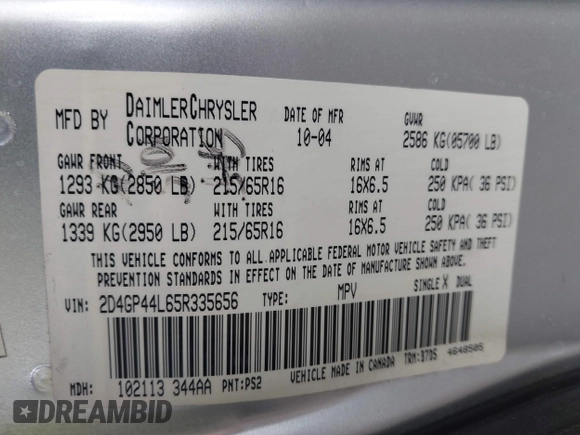 MFD BY DAIMLERCHRYSLER CORPORATION
DATE OF MFR 10-04
GVWR 2586 KG(05700 LB)
GAWR FRONT WITH TIRES RIMS AT COLD
1293 KG(2850 LB) 215/65R16 16X6.5 250 KPA( 36 PSI)
GAWR REAR WITH TIRES RIMS AT COLD
1339 KG(2950 LB) 215/65R16 16X6.5 250 KPA( 36 PSI)
THIS VEHICLE CONFORMS TO ALL APPLICABLE FEDERAL MOTOR VEHICLE SAFETY AND THEFT
PREVENTION STANDARDS IN EFFECT ON THE DATE OF MANUFACTURE SHOWN ABOVE.
VIN: 2D4GP44L65R335656 TYPE: MPV SINGLE X DUAL
MDH: 102113 344AA PNT:PS2 VEHICLE MADE IN CANADA TRM:B7D5 4648505
DREAMBID